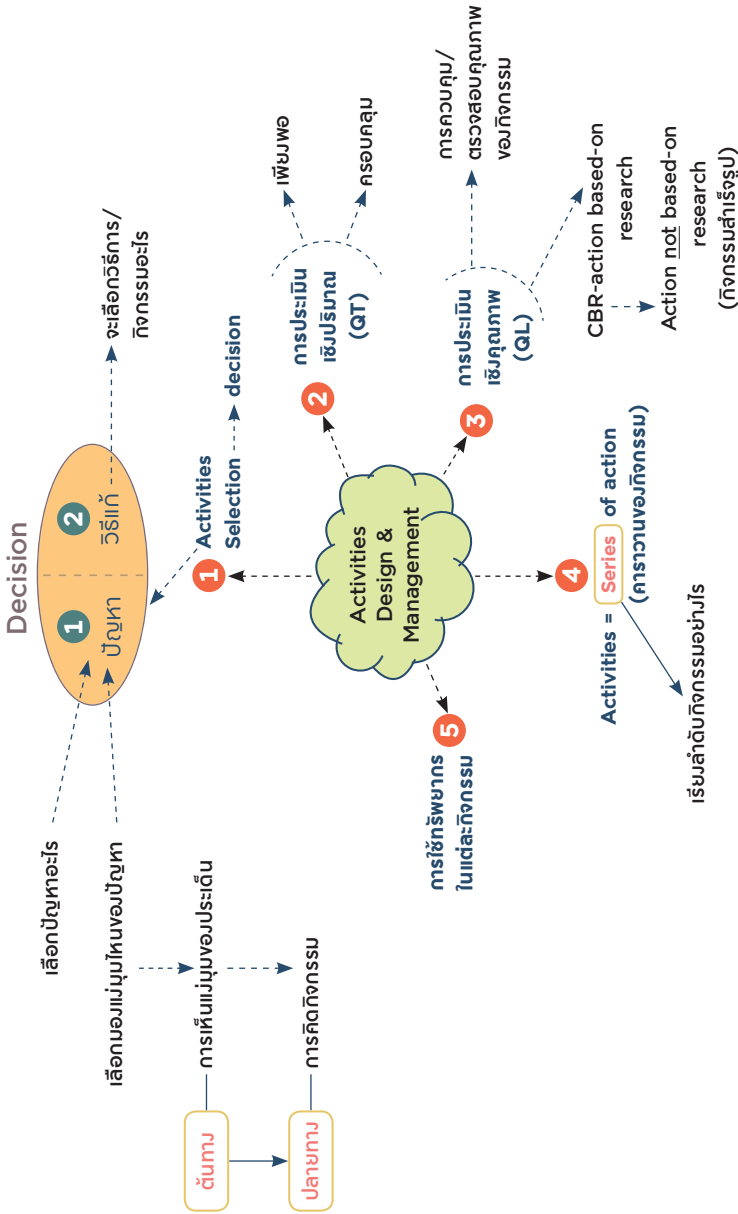 Decision
1
ปัญหา
2
วิธีแก้
เลือกปัญหาอะไร
เลือกมองแง่มุมไหนของปัญหา
จะเลือกวิธีการ/
กิจกรรมอะไร
ต้นทาง
การเห็นแง่มุมของประเด็น
ปลายทาง
การคิดกิจกรรม
1
Activities
Selection
decision
Activities
Design &
Management
2
การประเมิน
เชิงปริมาณ
(QT)
เพียงพอ
ครอบคลุม
3
การประเมิน
เชิงคุณภาพ
(QL)
การควบคุม/
ตรวจสอบคุณภาพ
ของกิจกรรม
CBR-action based-on
research
Action not based-on
research
(กิจกรรมสำเร็จรูป)
4
Activities = Series of action
(คาราวานของกิจกรรม)
เรียงลำดับกิจกรรมอย่างไร
5
การใช้ทรัพยากร
ในแต่ละกิจกรรม